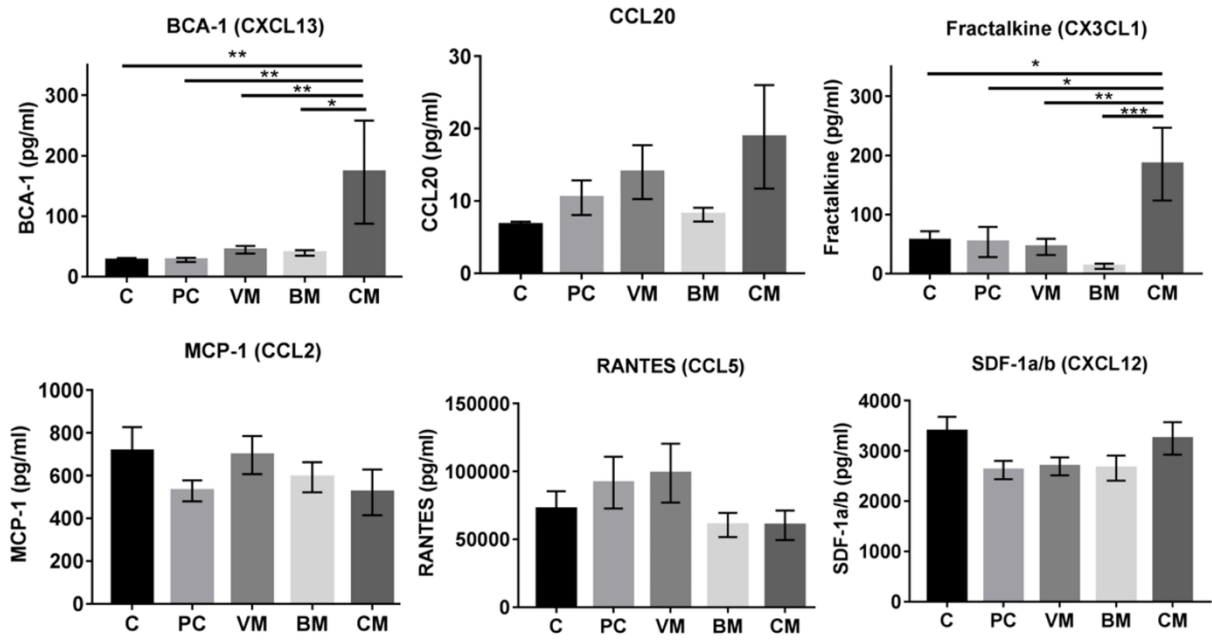 BCA-1 (CXCL13)
**
**
**
*
BCA-1 (pg/ml)
300
200
100
0
C PC VM BM CM
CCL20
CCL20 (pg/ml)
30
20
10
0
C PC VM BM CM
Fractalkine (CX3CL1)
*
*
**
***
Fractalkine (pg/ml)
300
200
100
0
C PC VM BM CM
MCP-1 (CCL2)
MCP-1 (pg/ml)
1000
800
600
400
200
0
C PC VM BM CM
RANTES (CCL5)
RANTES (pg/ml)
150000
100000
50000
0
C PC VM BM CM
SDF-1a/b (CXCL12)
SDF-1a/b (pg/ml)
4000
3000
2000
1000
0
C PC VM BM CM